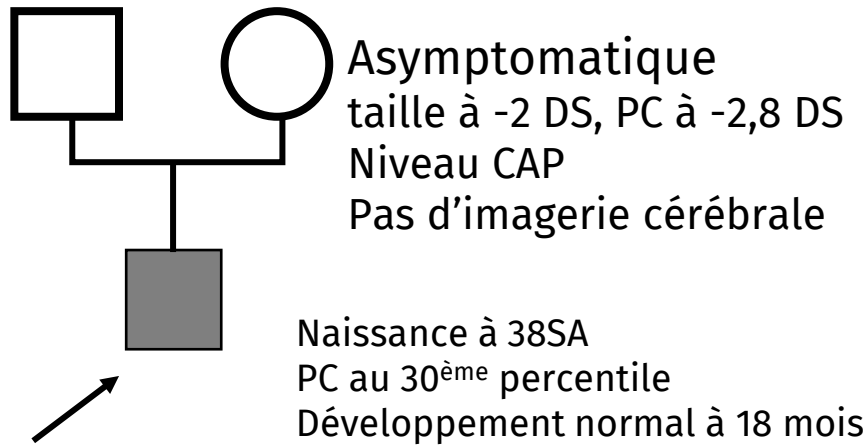 Asymptomatique
taille à -2 DS, PC à -2,8 DS
Niveau CAP
Pas d’imagerie cérébrale
Naissance à 38SA
PC au 30ème percentile
Développement normal à 18 mois